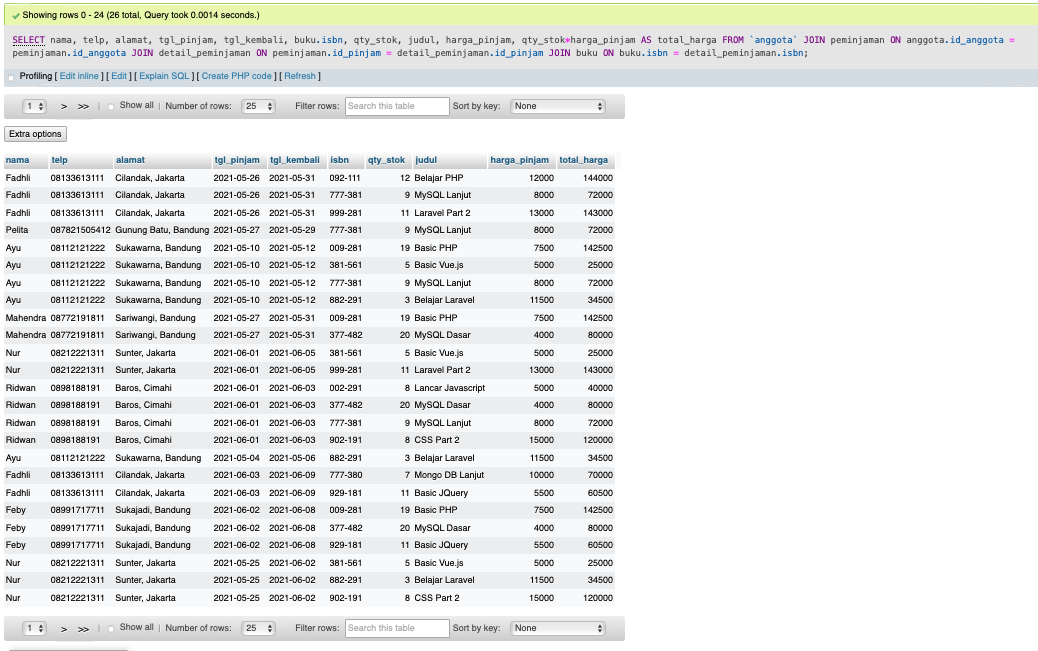 Showing rows 0 - 24 (26 total, Query took 0.0014 seconds.)
SELECT nama, telp, alamat, tgl_pinjam, tgl_kembali, buku.isbn, qty_stok, judul, harga_pinjam, qty_stok*harga_pinjam AS total_harga FROM `anggota` JOIN peminjaman ON anggota.id_anggota =
peminjaman.id_anggota JOIN detail_peminjaman ON peminjaman.id_pinjam = detail_peminjaman.id_pinjam JOIN buku ON buku.isbn = detail_peminjaman.isbn;
Profiling [ Edit inline ] [ Edit ] [ Explain SQL ] [ Create PHP code ] [ Refresh ]
1 > >> | Show all | Number of rows: 25 Filter rows: Search this table Sort by key: None
Extra options
nama telp alamat tgl_pinjam tgl_kembali isbn qty_stok judul harga_pinjam total_harga
Fadhli 08133613111 Cilandak, Jakarta 2021-05-26 2021-05-31 092-111 12 Belajar PHP 12000 144000
Fadhli 08133613111 Cilandak, Jakarta 2021-05-26 2021-05-31 777-381 9 MySQL Lanjut 8000 72000
Fadhli 08133613111 Cilandak, Jakarta 2021-05-26 2021-05-31 999-281 11 Laravel Part 2 13000 143000
Pelita 087821505412 Gunung Batu, Bandung 2021-05-27 2021-05-29 777-381 9 MySQL Lanjut 8000 72000
Ayu 08112121222 Sukawarna, Bandung 2021-05-10 2021-05-12 009-281 19 Basic PHP 7500 142500
Ayu 08112121222 Sukawarna, Bandung 2021-05-10 2021-05-12 381-561 5 Basic Vue.js 5000 25000
Ayu 08112121222 Sukawarna, Bandung 2021-05-10 2021-05-12 777-381 9 MySQL Lanjut 8000 72000
Ayu 08112121222 Sukawarna, Bandung 2021-05-10 2021-05-12 882-291 3 Belajar Laravel 11500 34500
Mahendra 08772191811 Sariwangi, Bandung 2021-05-27 2021-05-31 009-281 19 Basic PHP 7500 142500
Mahendra 08772191811 Sariwangi, Bandung 2021-05-27 2021-05-31 377-482 20 MySQL Dasar 4000 80000
Nur 08212221311 Sunter, Jakarta 2021-06-01 2021-06-05 381-561 5 Basic Vue.js 5000 25000
Nur 08212221311 Sunter, Jakarta 2021-06-01 2021-06-05 999-281 11 Laravel Part 2 13000 143000
Ridwan 0898188191 Baros, Cimahi 2021-06-01 2021-06-03 002-291 8 Lancar Javascript 5000 40000
Ridwan 0898188191 Baros, Cimahi 2021-06-01 2021-06-03 377-482 20 MySQL Dasar 4000 80000
Ridwan 0898188191 Baros, Cimahi 2021-06-01 2021-06-03 777-381 9 MySQL Lanjut 8000 72000
Ridwan 0898188191 Baros, Cimahi 2021-06-01 2021-06-03 902-191 8 CSS Part 2 15000 120000
Ayu 08112121222 Sukawarna, Bandung 2021-05-04 2021-05-06 882-291 3 Belajar Laravel 11500 34500
Fadhli 08133613111 Cilandak, Jakarta 2021-06-03 2021-06-09 777-380 7 Mongo DB Lanjut 10000 70000
Fadhli 08133613111 Cilandak, Jakarta 2021-06-03 2021-06-09 929-181 11 Basic JQuery 5500 60500
Feby 08991717711 Sukajadi, Bandung 2021-06-02 2021-06-08 009-281 19 Basic PHP 7500 142500
Feby 08991717711 Sukajadi, Bandung 2021-06-02 2021-06-08 377-482 20 MySQL Dasar 4000 80000
Feby 08991717711 Sukajadi, Bandung 2021-06-02 2021-06-08 929-181 11 Basic JQuery 5500 60500
Nur 08212221311 Sunter, Jakarta 2021-05-25 2021-06-02 381-561 5 Basic Vue.js 5000 25000
Nur 08212221311 Sunter, Jakarta 2021-05-25 2021-06-02 882-291 3 Belajar Laravel 11500 34500
Nur 08212221311 Sunter, Jakarta 2021-05-25 2021-06-02 902-191 8 CSS Part 2 15000 120000
1 > >> | Show all | Number of rows: 25 Filter rows: Search this table Sort by key: None